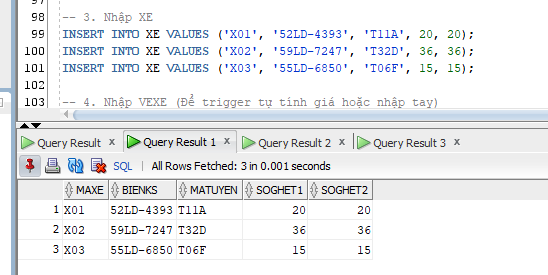 98 -- 3. Nhập XE
99 INSERT INTO XE VALUES ('X01', '52LD-4393', 'T11A', 20, 20);
100 INSERT INTO XE VALUES ('X02', '59LD-7247', 'T32D', 36, 36);
101 INSERT INTO XE VALUES ('X03', '55LD-6850', 'T06F', 15, 15);
102
103 -- 4. Nhập VEXE (Để trigger tự tính giá hoặc nhập tay)
Query Result x Query Result 1 x Query Result 2 x Query Result 3 x
SQL | All Rows Fetched: 3 in 0.001 seconds
MAXE BIENKS MATUYEN SOGHET1 SOGHET2
1 X01 52LD-4393 T11A 20 20
2 X02 59LD-7247 T32D 36 36
3 X03 55LD-6850 T06F 15 15